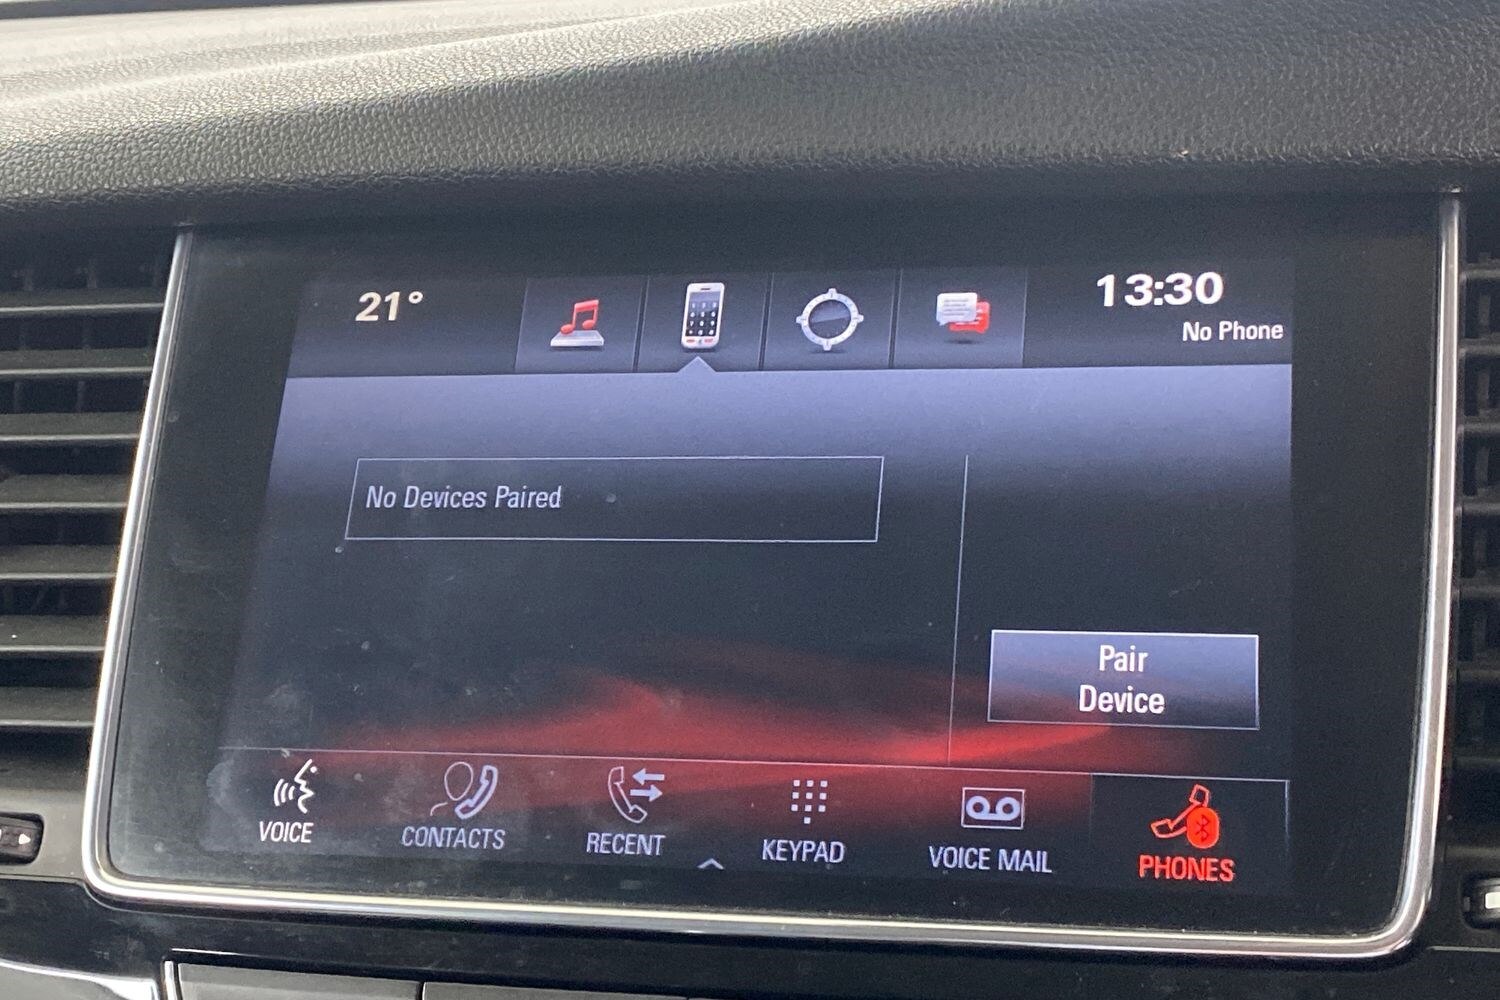 21°
13:30
No Phone
No Devices Paired
Pair
Device
VOICE
CONTACTS
RECENT
KEYPAD
VOICE MAIL
PHONES